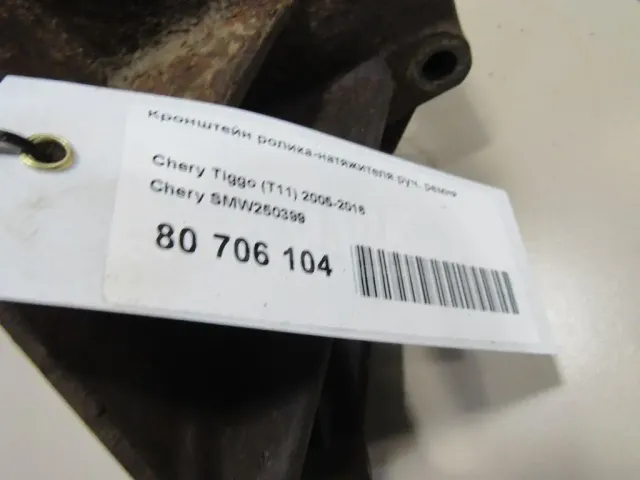 Кронштейн ролика-натяжителя руч. ремня
Chery Tiggo (T11) 2005-2016
Chery SMW250399
80 706 104